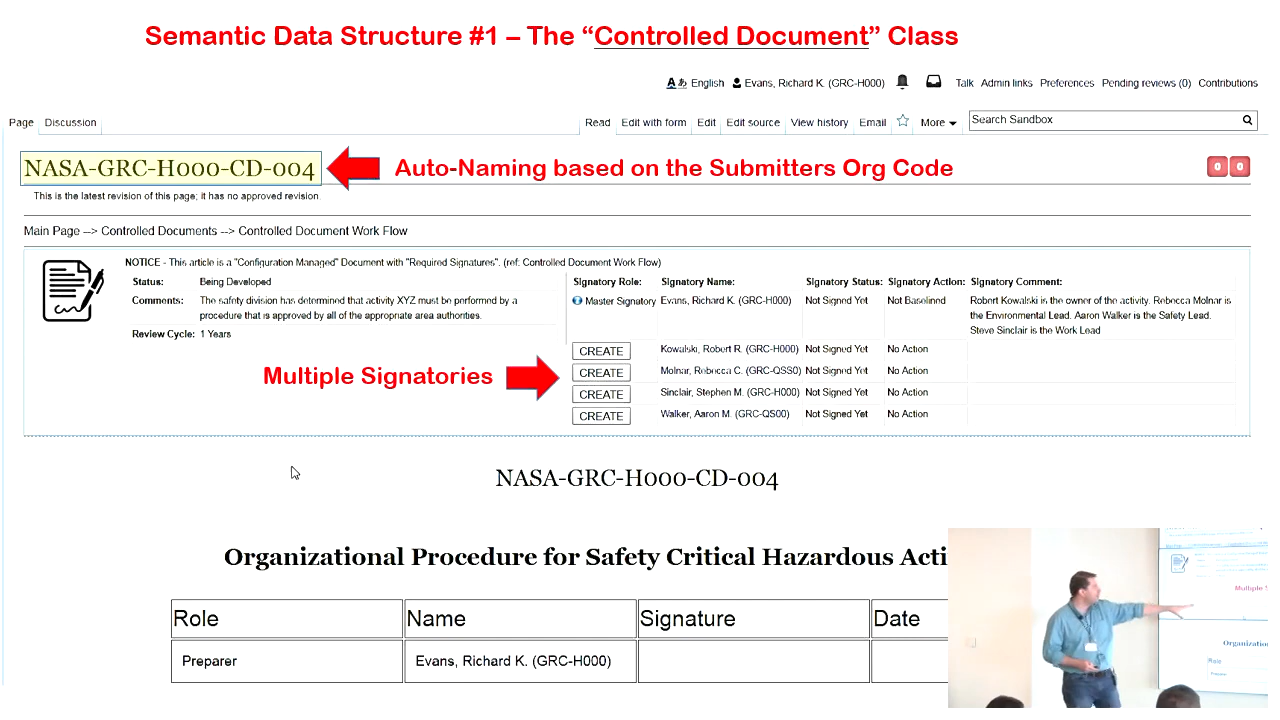 Semantic Data Structure #1 – The “Controlled Document” Class
English Evans, Richard K. (GRC-H000) Talk Admin links Preferences Pending reviews (0) Contributions
Page Discussion Read Edit with form Edit Edit source View history Email More Search Sandbox
NASA-GRC-H000-CD-004 Auto-Naming based on the Submitters Org Code 0 0
This is the latest revision of this page; it has no approved revision.
Main Page --> Controlled Documents --> Controlled Document Work Flow
NOTICE - This article is a "Configuration Managed" Document with "Required Signatures". (ref: Controlled Document Work Flow)
Status: Being Developed
Comments: The safety division has determined that activity XYZ must be performed by a
procedure that is approved by all of the appropriate area authorities.
Review Cycle: 1 Years
Signatory Role: Signatory Name: Signatory Status: Signatory Action: Signatory Comment:
Master Signatory Evans, Richard K. (GRC-H000) Not Signed Yet Not Baselined Robert Kowalski is the owner of the activity. Rebecca Molnar is
the Environmental Lead. Aaron Walker is the Safety Lead.
Steve Sinclair is the Work Lead
CREATE Kowalski, Robert R. (GRC-H000) Not Signed Yet No Action
CREATE Molnar, Rebecca C. (GRC-QSS0) Not Signed Yet No Action
CREATE Sinclair, Stephen M. (GRC-H000) Not Signed Yet No Action
CREATE Walker, Aaron M. (GRC-QS00) Not Signed Yet No Action
Multiple Signatories
NASA-GRC-H000-CD-004
Organizational Procedure for Safety Critical Hazardous Acti
Role Name Signature Date
Preparer Evans, Richard K. (GRC-H000)
Multiple
Organizatio
Role
Preparer